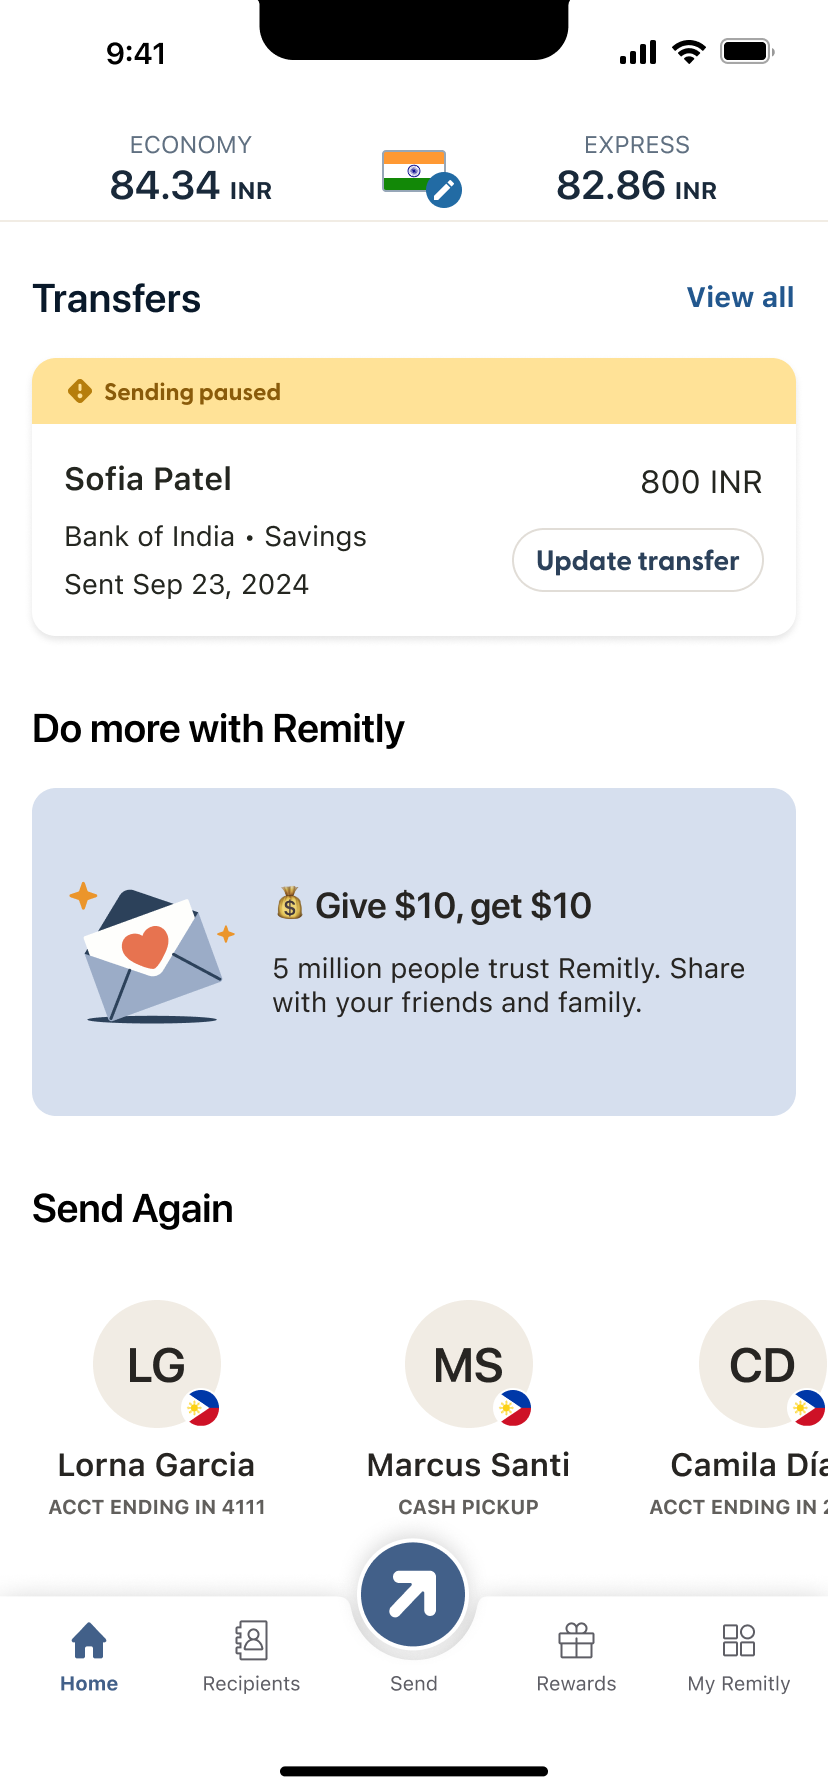 9:41
ECONOMY
84.34 INR
EXPRESS
82.86 INR
Transfers
View all
Sending paused
Sofia Patel
800 INR
Bank of India • Savings
Update transfer
Sent Sep 23, 2024
Do more with Remitly
Give $10, get $10
5 million people trust Remitly. Share
with your friends and family.
Send Again
LG
MS
CD
Lorna Garcia
Marcus Santi
Camila Día
ACCT ENDING IN 4111
CASH PICKUP
ACCT ENDING IN 2
Home
Recipients
Send
Rewards
My Remitly